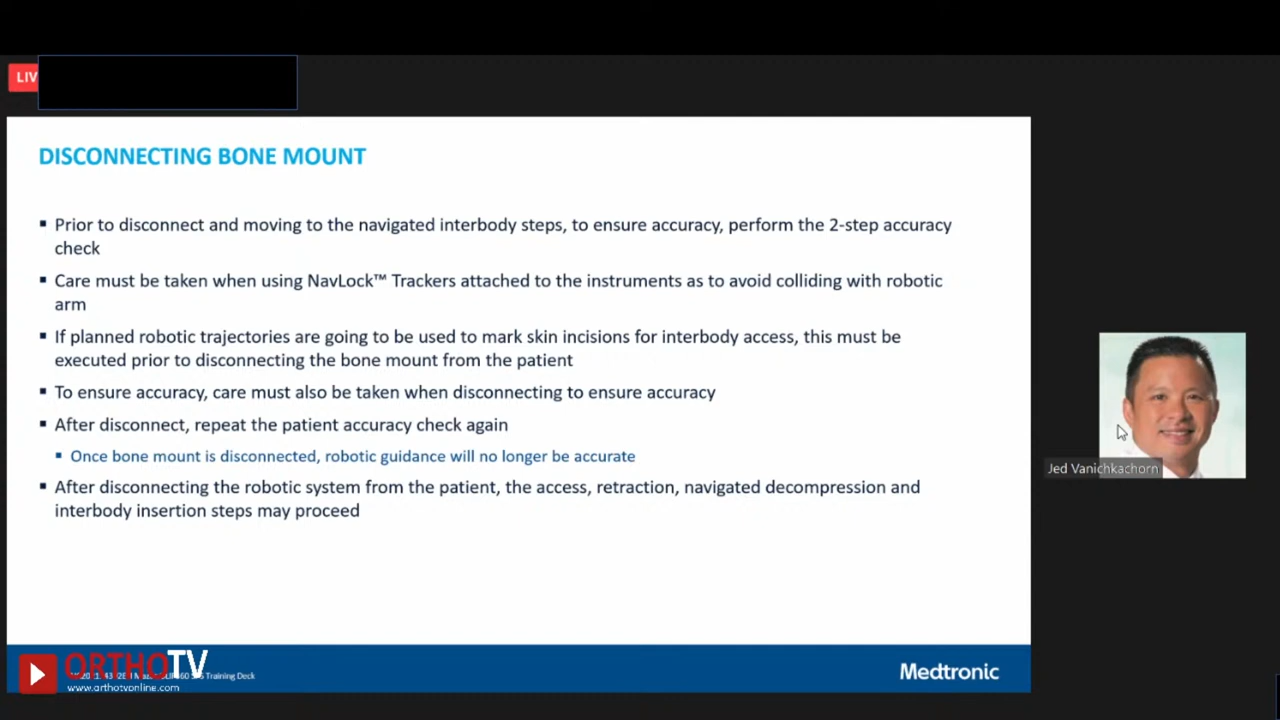 LIV
DISCONNECTING BONE MOUNT
▪ Prior to disconnect and moving to the navigated interbody steps, to ensure accuracy, perform the 2-step accuracy
check
▪ Care must be taken when using NavLock™ Trackers attached to the instruments as to avoid colliding with robotic
arm
▪ If planned robotic trajectories are going to be used to mark skin incisions for interbody access, this must be
executed prior to disconnecting the bone mount from the patient
▪ To ensure accuracy, care must also be taken when disconnecting to ensure accuracy
▪ After disconnect, repeat the patient accuracy check again
▪ Once bone mount is disconnected, robotic guidance will no longer be accurate
▪ After disconnecting the robotic system from the patient, the access, retraction, navigated decompression and
interbody insertion steps may proceed
Jed Vanichkachorn
ORTHOTV
Training Deck
www.orthotvonline.com
Medtronic